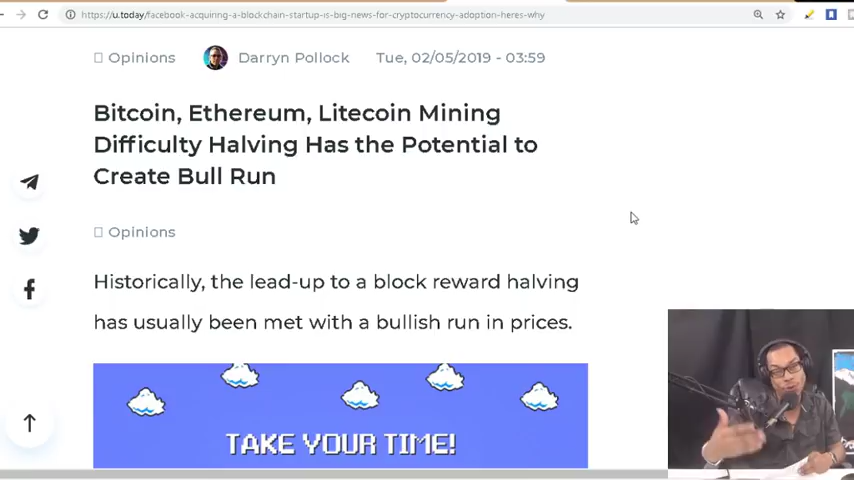 https://u.today/facebook-acquiring-a-blockchain-startup-is-big-news-for-cryptocurrency-adoption-heres-why
Opinions Darryn Pollock Tue, 02/05/2019 - 03:59
Bitcoin, Ethereum, Litecoin Mining
Difficulty Halving Has the Potential to
Create Bull Run
Opinions
Historically, the lead-up to a block reward halving
has usually been met with a bullish run in prices.
TAKE YOUR TIME!